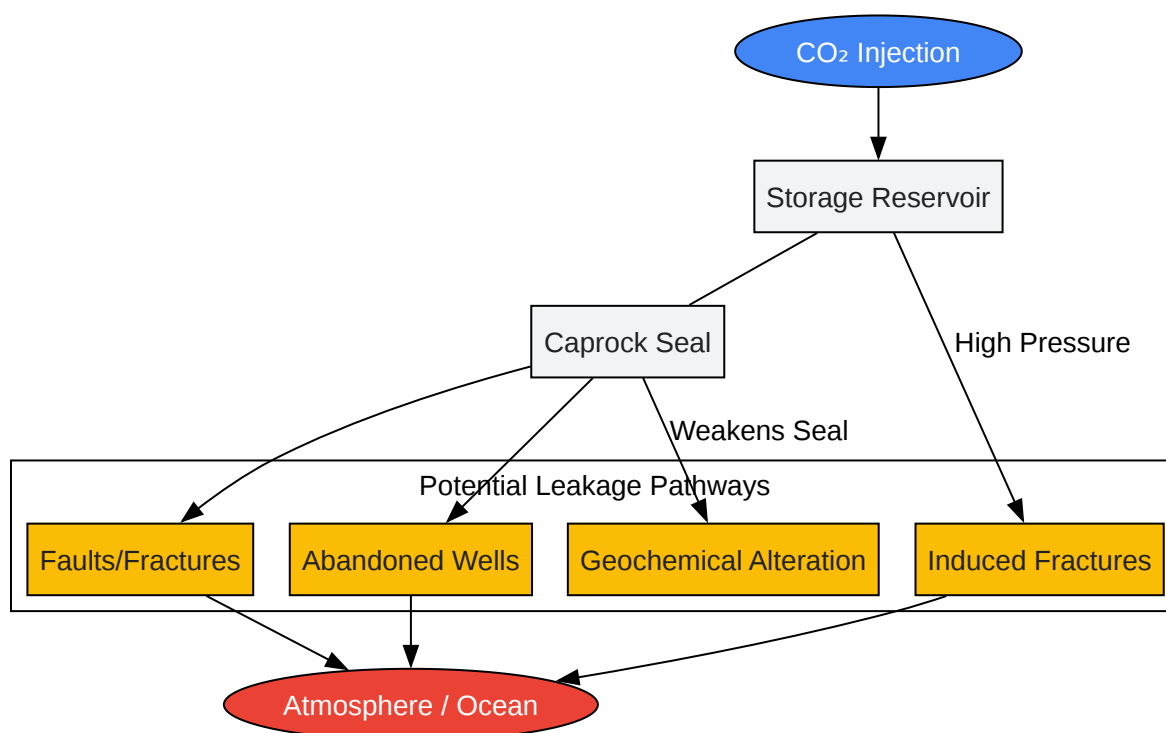 CO₂ Injection
Storage Reservoir
Caprock Seal
High Pressure
Weakens Seal
Potential Leakage Pathways
Faults/Fractures
Abandoned Wells
Geochemical Alteration
Induced Fractures
Atmosphere / Ocean